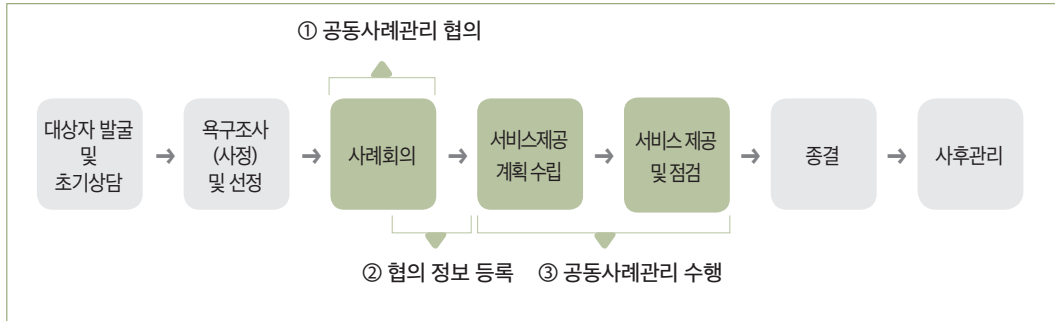 ① 공동사례관리 협의
대상자 발굴
및
초기상담
→
욕구조사
(사정)
및 선정
→
사례회의
→
서비스제공
계획 수립
→
서비스 제공
및 점검
→
종결
→
사후관리
② 협의 정보 등록
③ 공동사례관리 수행